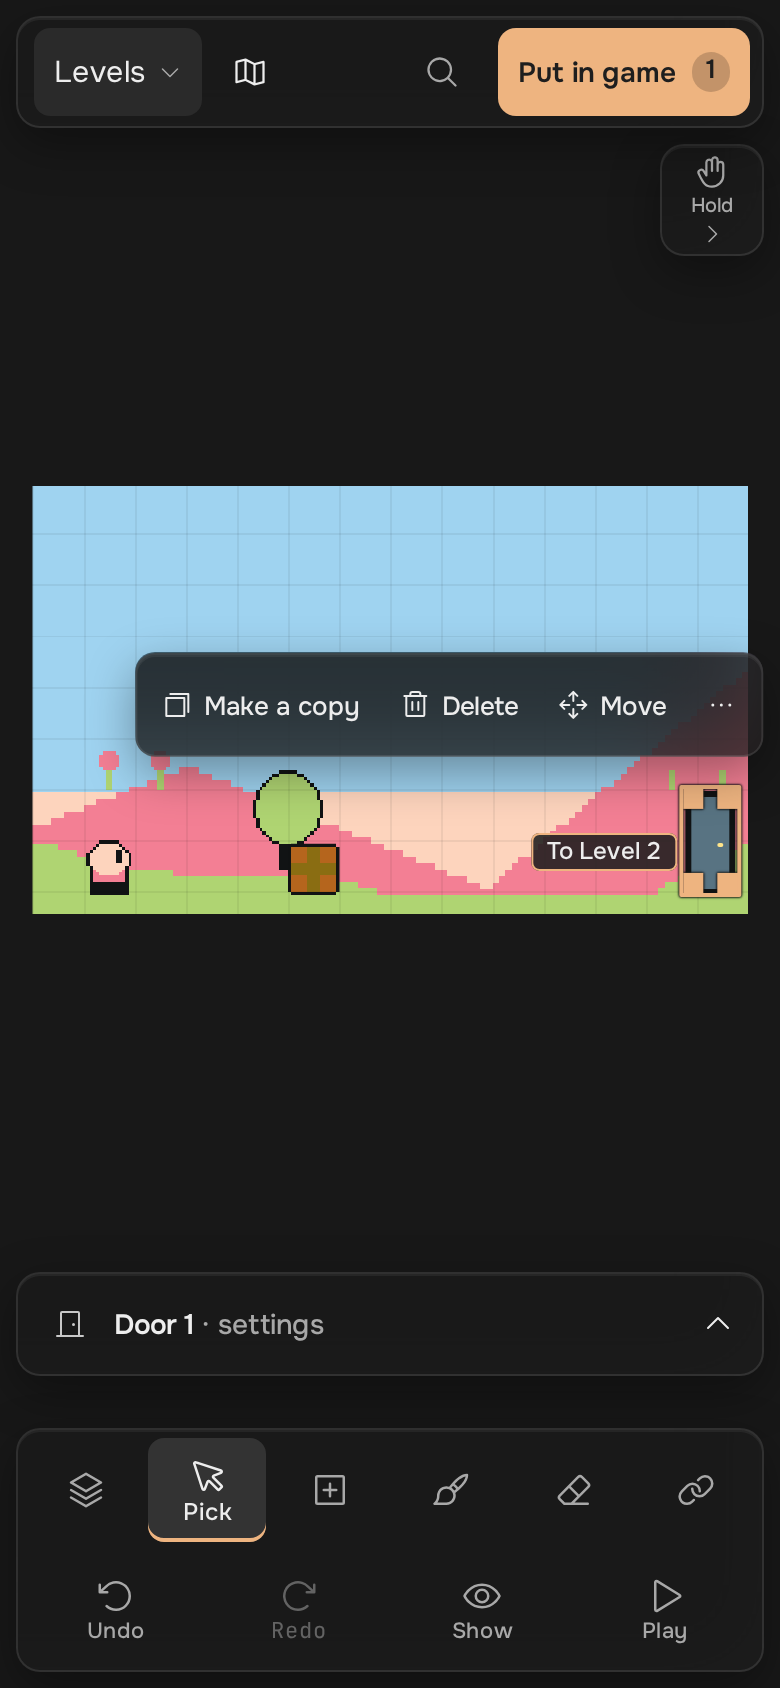 Levels
Put in game 1
Hold
Make a copy
Delete
Move
To Level 2
Door 1 · settings
Pick
Undo
Redo
Show
Play